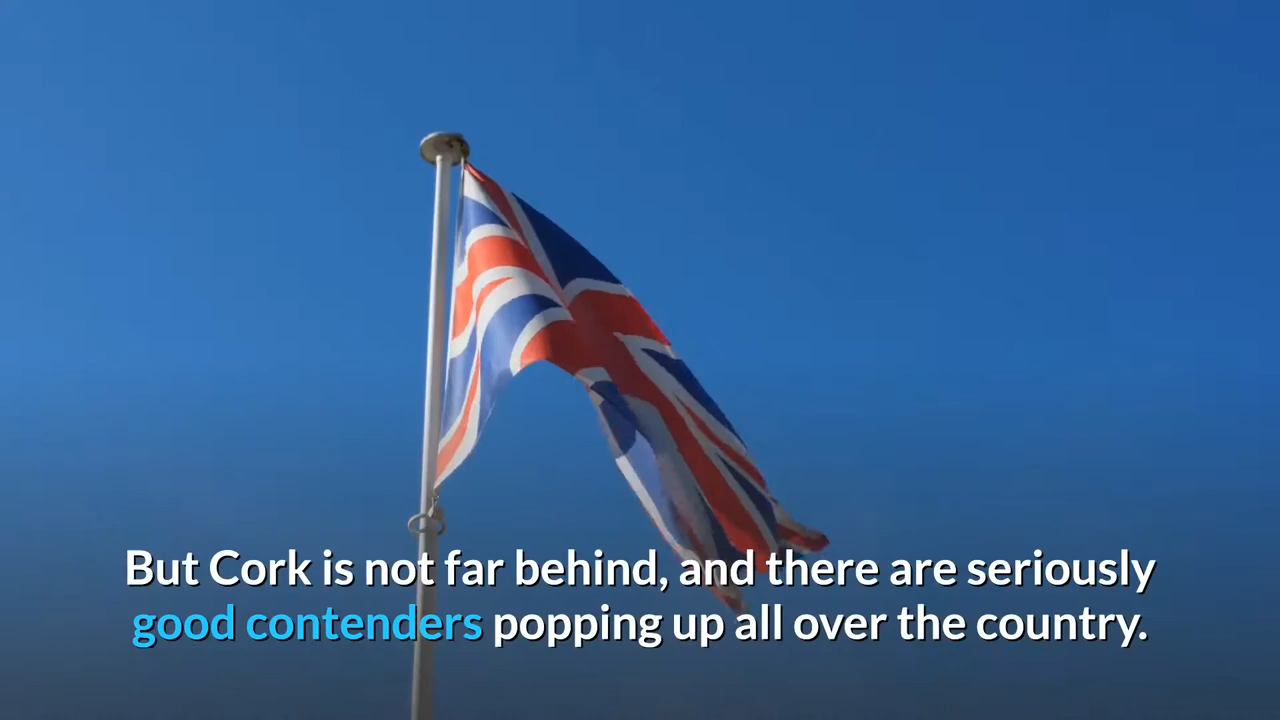 But Cork is not far behind, and there are seriously
good contenders popping up all over the country.